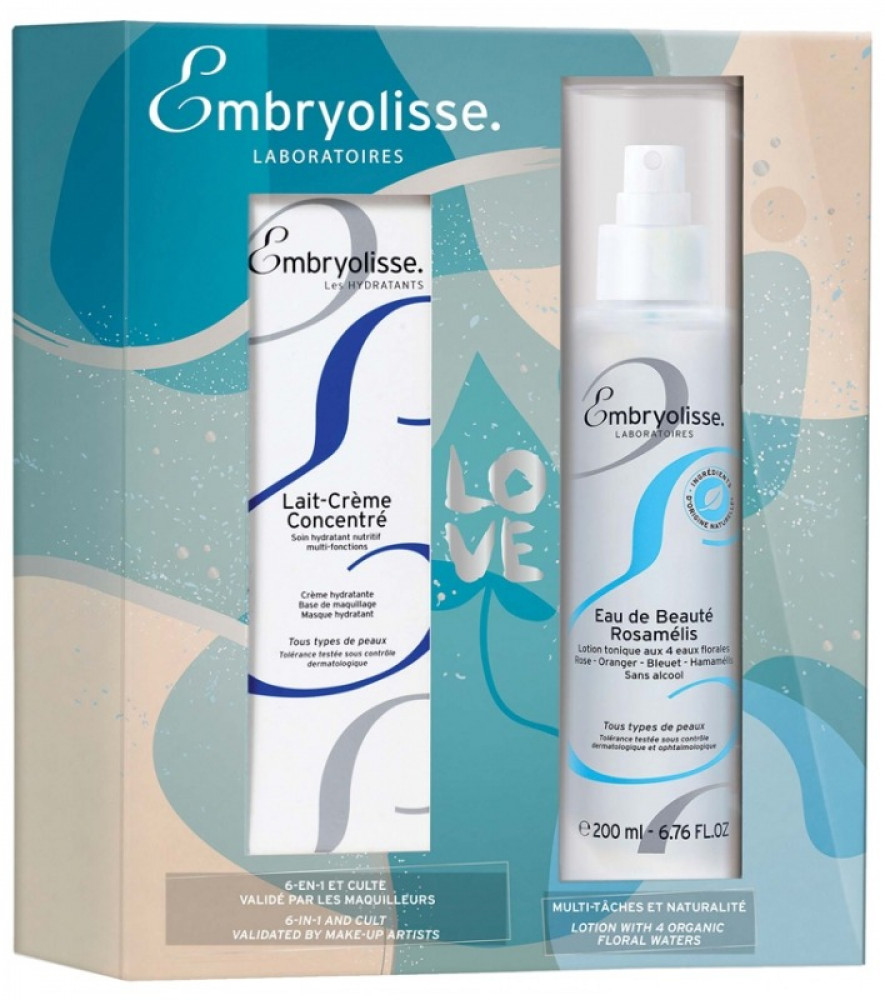 Embryolisse.
LABORATOIRES
Embryolisse.
Les HYDRATANTS
Lait-Crème
Concentré
Soin hydratant nutritif
multi-fonctions
Crème hydratante
Base de maquillage
Masque hydratant
Tous types de peaux
Tolérance testée sous contrôle
dermatologique
LO
VE
Embryolisse.
LABORATOIRES
INGRÉDIENTS
D'ORIGINE NATURELLE
Eau de Beauté
Rosamélis
Lotion tonique aux 4 eaux florales
Rose - Oranger - Bleuet - Hamamélis
Sans alcool
Tous types de peaux
Tolérance testée sous contrôle
dermatologique et ophtalmologique
℮ 200 ml - 6.76 FL.OZ
6-EN-1 ET CULTE
VALIDÉ PAR LES MAQUILLEURS
6-IN-1 AND CULT
VALIDATED BY MAKE-UP ARTISTS
MULTI-TÂCHES ET NATURALITÉ
LOTION WITH 4 ORGANIC
FLORAL WATERS